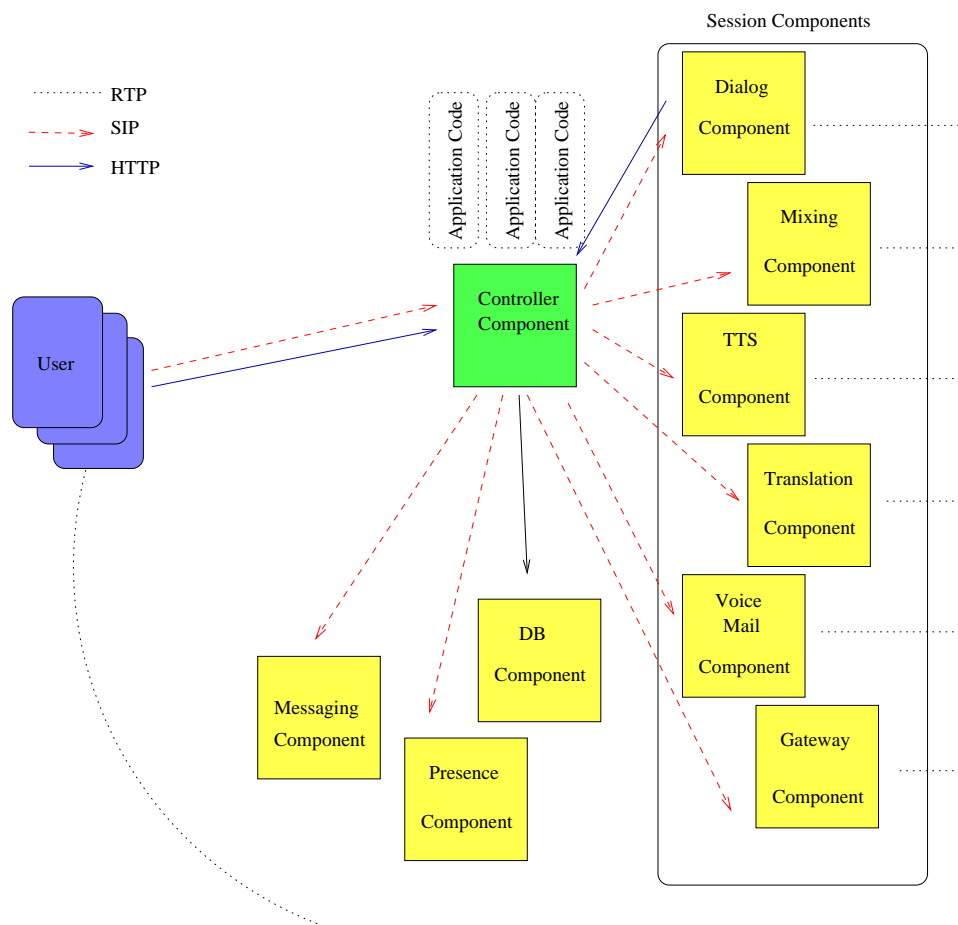 Session Components
RTP
SIP
HTTP
Application Code
Application Code
Application Code
Dialog
Component
Mixing
Component
Controller
Component
User
TTS
Component
Translation
Component
Voice
Mail
Component
DB
Component
Messaging
Component
Presence
Component
Gateway
Component